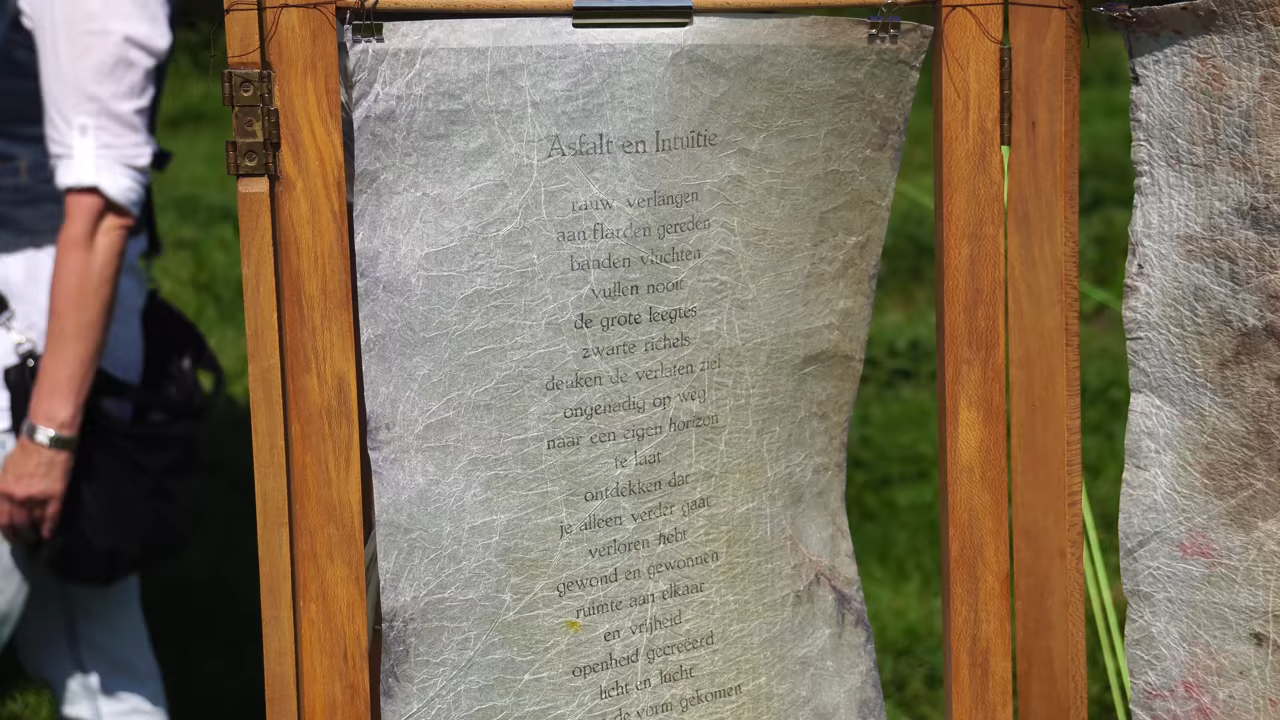 Asfalt en Intuïtie
rauw verlangen
aan flarden gereden
banden vluchten
vullen nooit
de grote leegtes
zwarte richels
deuken de verlaten ziel
ongenadig op weg
naar een eigen horizon
te laat
ontdekken dat
je alleen verder gaat
verloren hebt
gewond en gewonnen
ruimte aan elkaar
en vrijheid
openheid gecreëerd
licht en lucht
de vorm gekomen